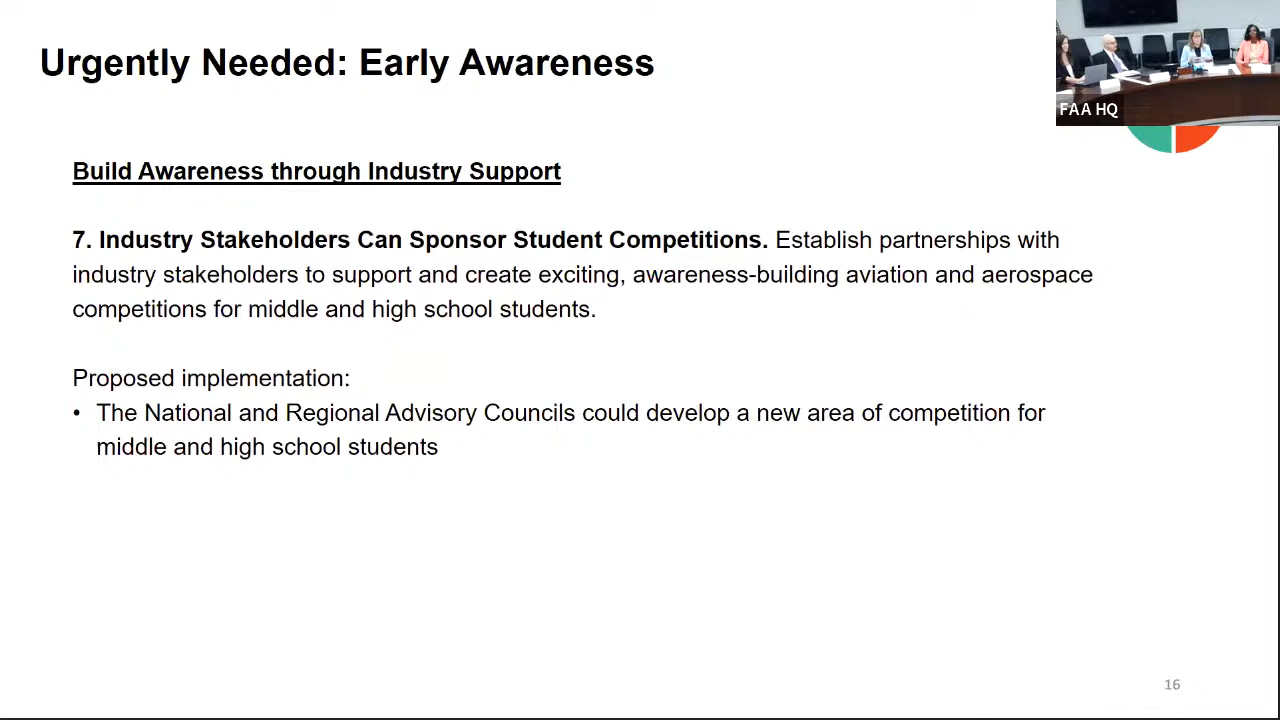 Urgently Needed: Early Awareness
FAA HQ
Build Awareness through Industry Support
7. Industry Stakeholders Can Sponsor Student Competitions. Establish partnerships with
industry stakeholders to support and create exciting, awareness-building aviation and aerospace
competitions for middle and high school students.
Proposed implementation:
• The National and Regional Advisory Councils could develop a new area of competition for
middle and high school students
16